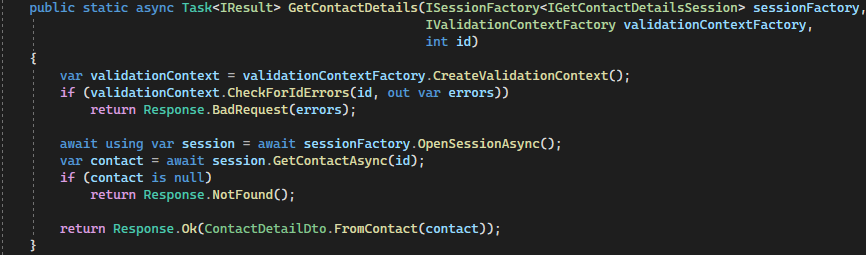 public static async Task<IResult> GetContactDetails(ISessionFactory<IGetContactDetailsSession> sessionFactory,
                                                    IValidationContextFactory validationContextFactory,
                                                    int id)
{
    var validationContext = validationContextFactory.CreateValidationContext();
    if (validationContext.CheckForIdErrors(id, out var errors))
        return Response.BadRequest(errors);

    await using var session = await sessionFactory.OpenSessionAsync();
    var contact = await session.GetContactAsync(id);
    if (contact is null)
        return Response.NotFound();

    return Response.Ok(ContactDetailDto.FromContact(contact));
}